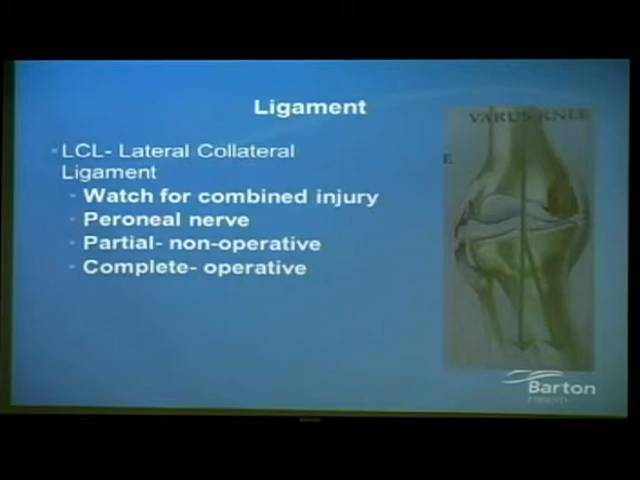 Ligament
LCL- Lateral Collateral
Ligament
Watch for combined injury
Peroneal nerve
Partial- non-operative
Complete- operative
VARUS KNEE
E
Barton